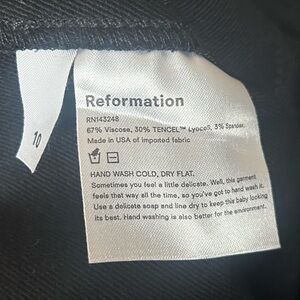 Reformation
RN143248
67% Viscose, 30% TENCEL™ Lyocell, 3% Spandex
Made in USA of imported fabric
HAND WASH COLD, DRY FLAT.
Sometimes you feel a little delicate. Well, this garment
feels that way all the time, so you've got to hand wash it.
Use a delicate soap and line dry to keep this baby looking
its best. Hand washing is also better for the environment.
10